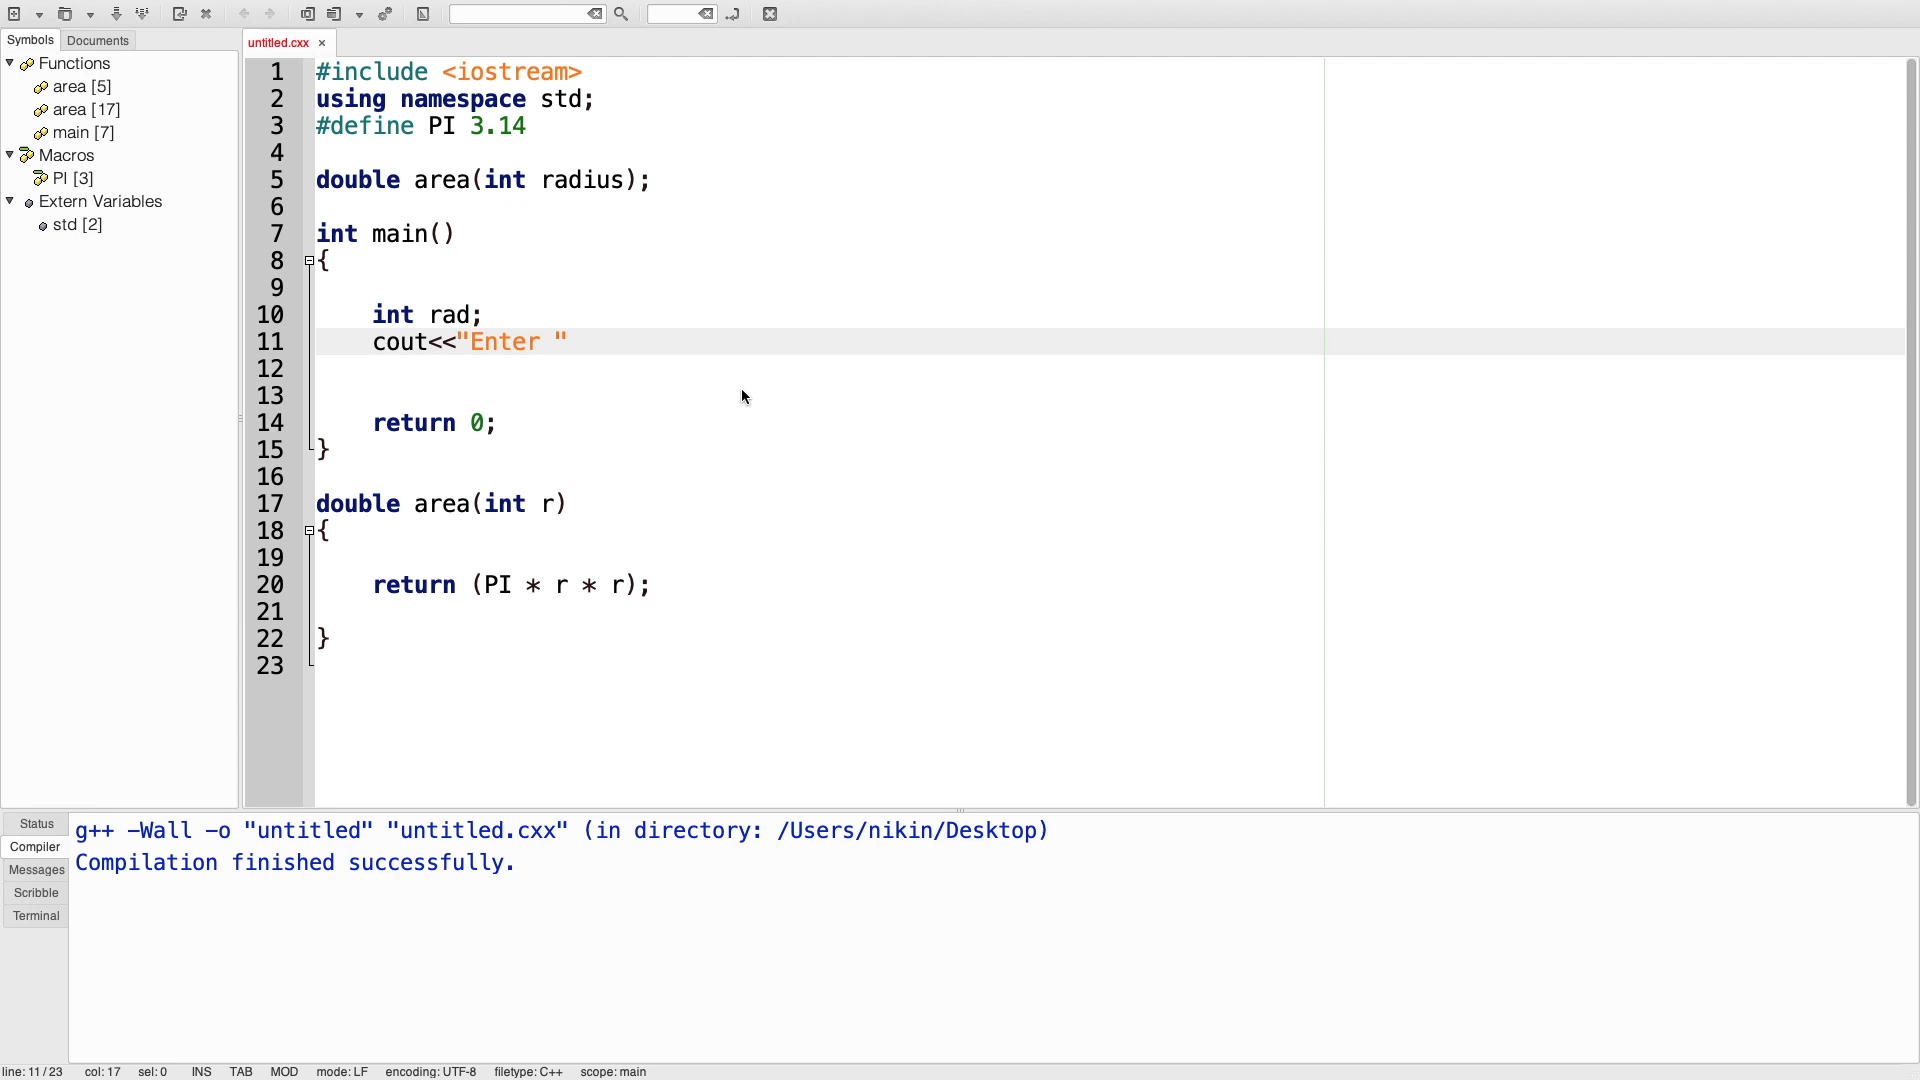 Symbols Documents
Functions
area [5]
area [17]
main [7]
Macros
PI [3]
Extern Variables
std [2]
untitled.cxx ×
1 #include <iostream>
2 using namespace std;
3 #define PI 3.14
4
5 double area(int radius);
6
7 int main()
8 {
9
10 int rad;
11 cout<<"Enter "
12
13
14 return 0;
15 }
16
17 double area(int r)
18 {
19
20 return (PI * r * r);
21
22 }
23
Status
Compiler
Messages
Scribble
Terminal
g++ -Wall -o "untitled" "untitled.cxx" (in directory: /Users/nikin/Desktop)
Compilation finished successfully.
line: 11 / 23 col: 17 sel: 0 INS TAB MOD mode: LF encoding: UTF-8 filetype: C++ scope: main